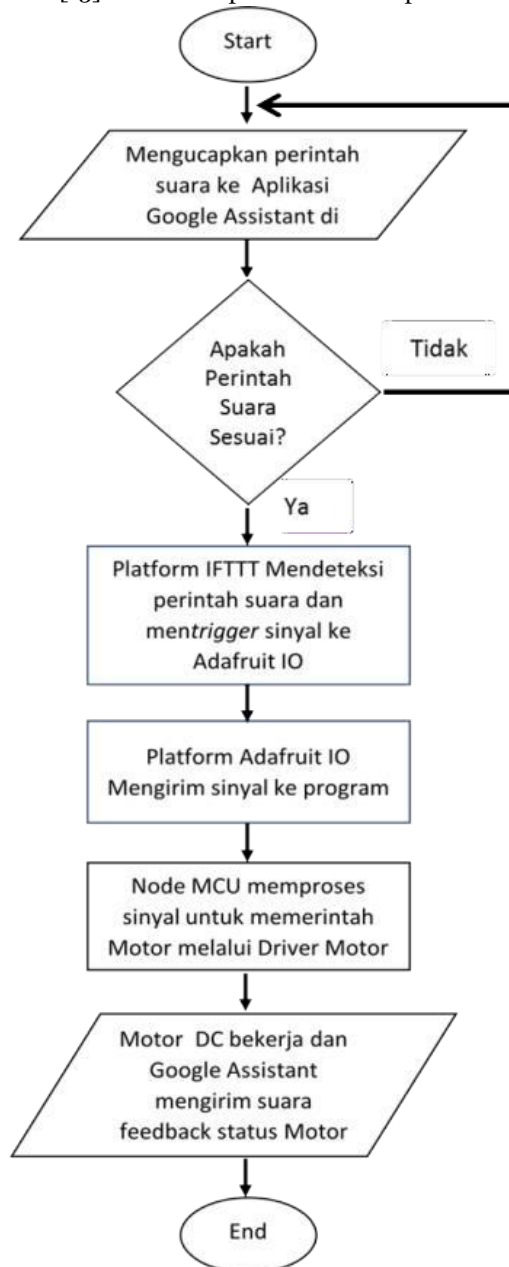 Start
Mengucapkan perintah
suara ke Aplikasi
Google Assistant di
Apakah
Perintah
Suara
Sesuai?
Tidak
Ya
Platform IFTTT Mendeteksi
perintah suara dan
mentrigger sinyal ke
Adafruit IO
Platform Adafruit IO
Mengirim sinyal ke program
Node MCU memproses
sinyal untuk memerintah
Motor melalui Driver Motor
Motor DC bekerja dan
Google Assistant
mengirim suara
feedback status Motor
End